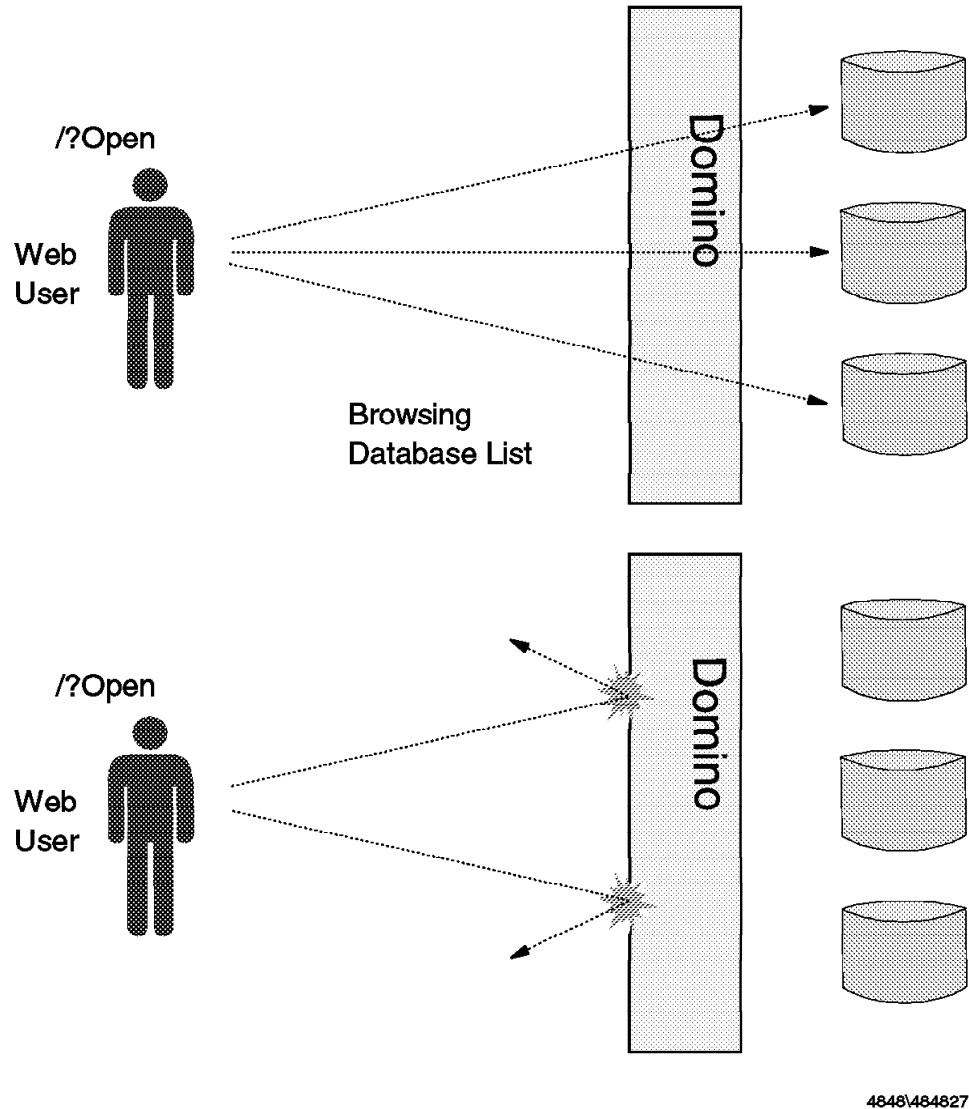 /?Open
Domino
Web
User
Browsing
Database List
/?Open
Domino
Web
User
4848\484827